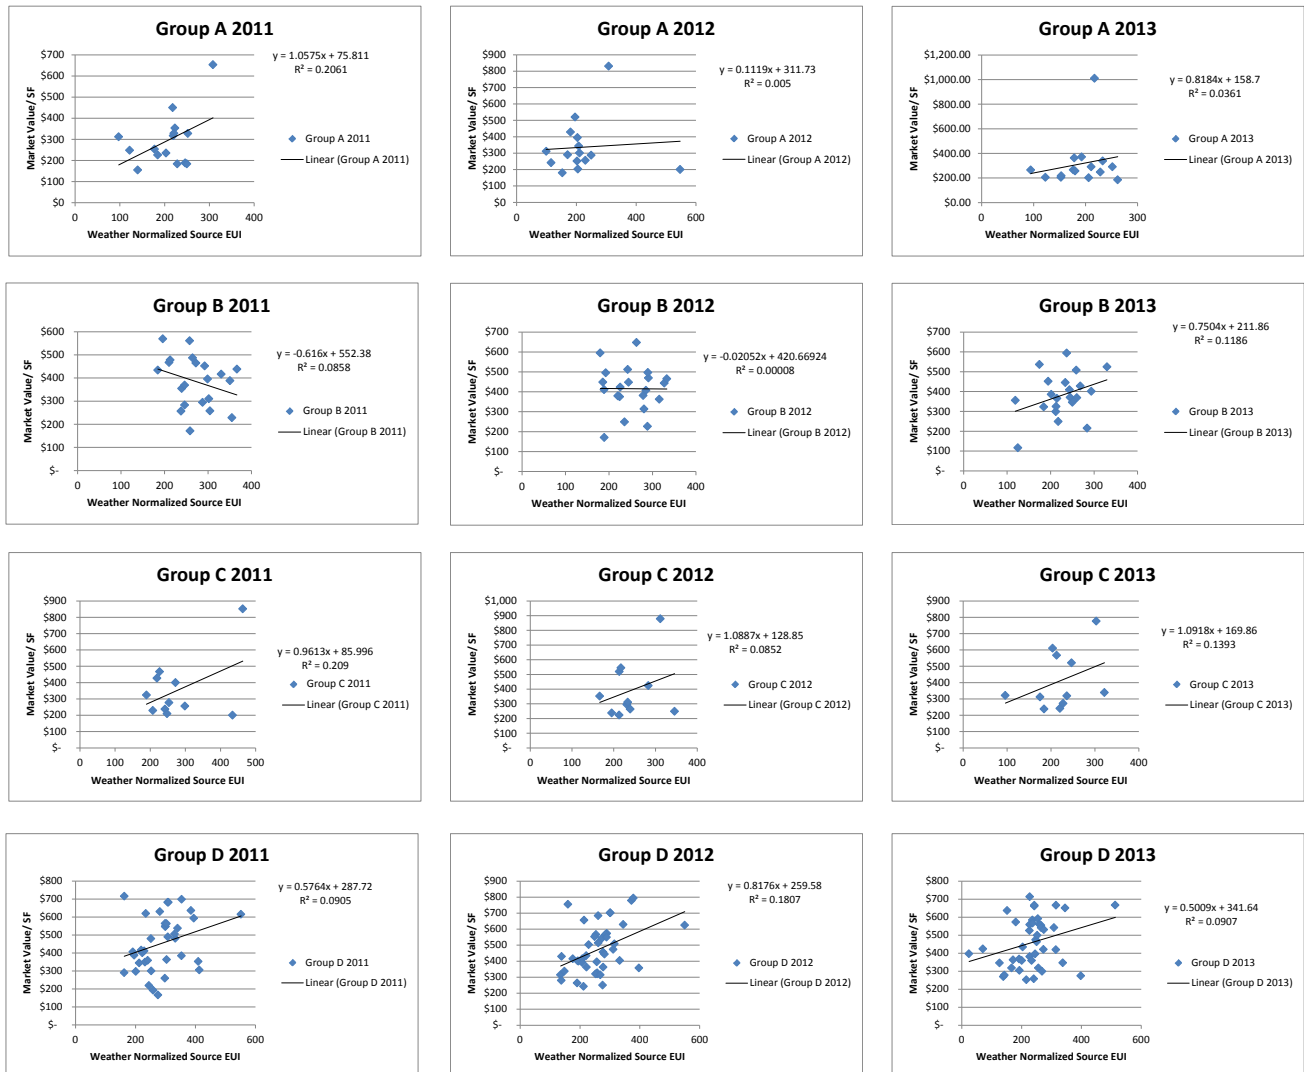 Group A 2011
y = 1.0575x + 75.811
R² = 0.2061
Market Value/ SF
$700
$600
$500
$400
$300
$200
$100
$0
0 100 200 300 400
Weather Normalized Source EUI
Group A 2011
Linear (Group A 2011)
Group A 2012
y = 0.1119x + 311.73
R² = 0.005
Market Value/ SF
$900
$800
$700
$600
$500
$400
$300
$200
$100
$0
0 200 400 600
Weather Normalized Source EUI
Group A 2012
Linear (Group A 2012)
Group A 2013
y = 0.8184x + 158.7
R² = 0.0361
Market Value/ SF
$1,200.00
$1,000.00
$800.00
$600.00
$400.00
$200.00
$0.00
0 100 200 300
Weather Normalized Source EUI
Group A 2013
Linear (Group A 2013)
Group B 2011
y = -0.616x + 552.38
R² = 0.0858
Market Value/ SF
$600
$500
$400
$300
$200
$100
$-
0 100 200 300 400
Weather Normalized Source EUI
Group B 2011
Linear (Group B 2011)
Group B 2012
y = -0.02052x + 420.66924
R² = 0.00008
Market Value/ SF
$700
$600
$500
$400
$300
$200
$100
$-
0 100 200 300 400
Weather Normalized Source EUI
Group B 2012
Linear (Group B 2012)
Group B 2013
y = 0.7504x + 211.86
R² = 0.1186
Market Value/ SF
$700
$600
$500
$400
$300
$200
$100
$-
0 100 200 300 400
Weather Normalized Source EUI
Group B 2013
Linear (Group B 2013)
Group C 2011
y = 0.9613x + 85.996
R² = 0.209
Market Value/ SF
$900
$800
$700
$600
$500
$400
$300
$200
$100
$-
0 100 200 300 400 500
Weather Normalized Source EUI
Group C 2011
Linear (Group C 2011)
Group C 2012
y = 1.0887x + 128.85
R² = 0.0852
Market Value/ SF
$1,000
$900
$800
$700
$600
$500
$400
$300
$200
$100
$-
0 100 200 300 400
Weather Normalized Source EUI
Group C 2012
Linear (Group C 2012)
Group C 2013
y = 1.0918x + 169.86
R² = 0.1393
Market Value/ SF
$900
$800
$700
$600
$500
$400
$300
$200
$100
$-
0 100 200 300 400
Weather Normalized Source EUI
Group C 2013
Linear (Group C 2013)
Group D 2011
y = 0.5764x + 287.72
R² = 0.0905
Market Value/ SF
$800
$700
$600
$500
$400
$300
$200
$100
$-
0 200 400 600
Weather Normalized Source EUI
Group D 2011
Linear (Group D 2011)
Group D 2012
y = 0.8176x + 259.58
R² = 0.1807
Market Value/ SF
$900
$800
$700
$600
$500
$400
$300
$200
$100
$-
0 200 400 600
Weather Normalized Source EUI
Group D 2012
Linear (Group D 2012)
Group D 2013
y = 0.5009x + 341.64
R² = 0.0907
Market Value/ SF
$800
$700
$600
$500
$400
$300
$200
$100
$-
0 200 400 600
Weather Normalized Source EUI
Group D 2013
Linear (Group D 2013)